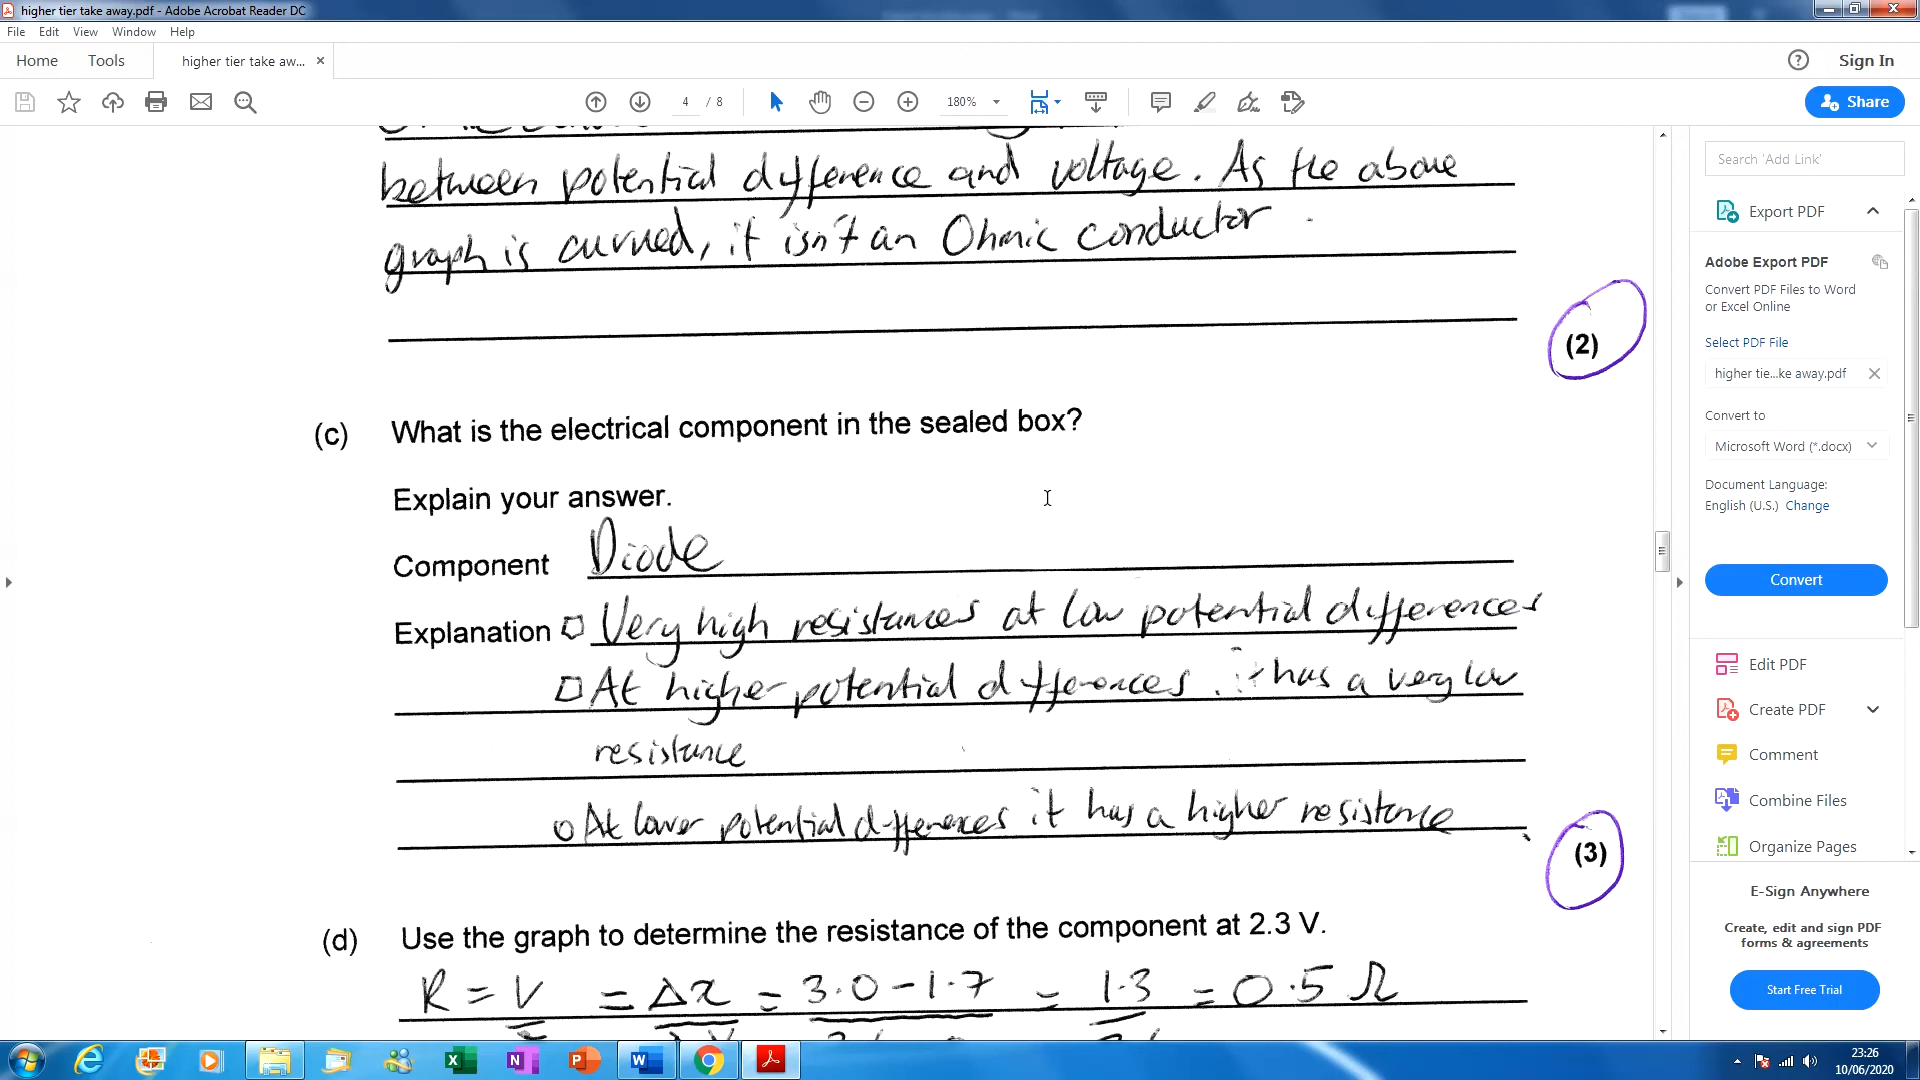 higher tier take away.pdf - Adobe Acrobat Reader DC
File Edit View Window Help
Home Tools higher tier take aw... × Sign In
4 / 8 180% Share
between potential difference and voltage. As the above
graph is curved, it isn't an Ohmic conductor.
(2)
(c) What is the electrical component in the sealed box?
Explain your answer.
Component Diode
Explanation Very high resistances at low potential differences
At higher potential differences it has a very low
resistance
At lower potential differences it has a higher resistance
(3)
(d) Use the graph to determine the resistance of the component at 2.3 V.
R = V = Δx = 3.0 - 1.7 = 1.3 = 0.5 Ω
Search 'Add Link'
Export PDF
Adobe Export PDF
Convert PDF Files to Word
or Excel Online
Select PDF File
higher tie...ke away.pdf
Convert to
Microsoft Word (*.docx)
Document Language:
English (U.S.) Change
Convert
Edit PDF
Create PDF
Comment
Combine Files
Organize Pages
E-Sign Anywhere
Create, edit and sign PDF
forms & agreements
Start Free Trial
23:26
10/06/2020